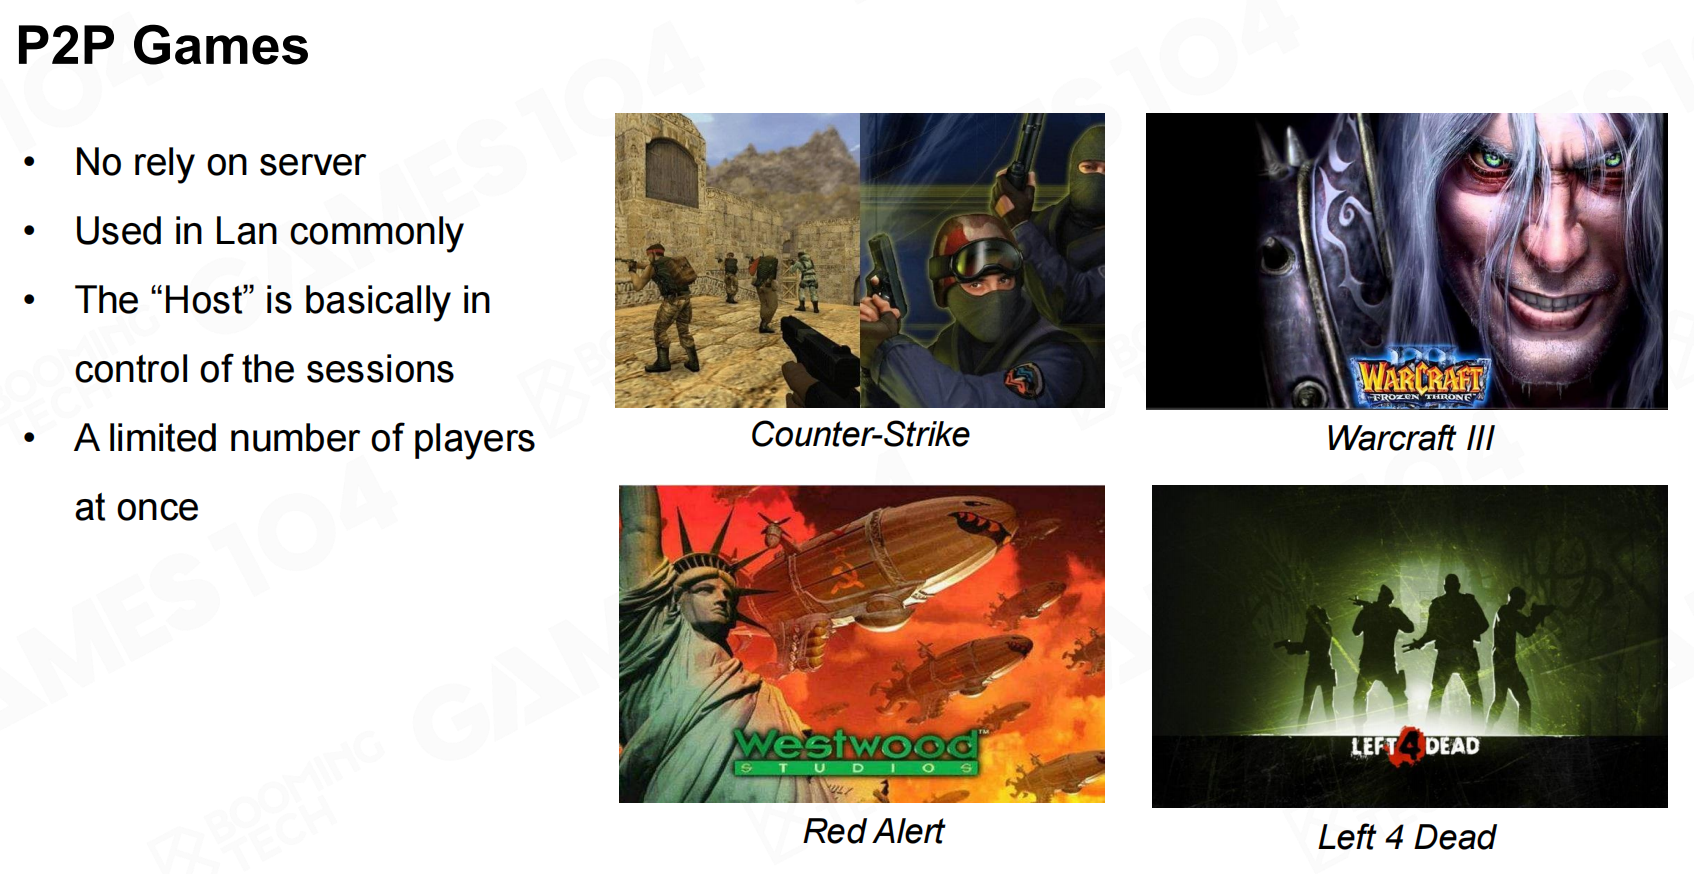 P2P Games
• No rely on server
• Used in Lan commonly
• The “Host” is basically in
control of the sessions
• A limited number of players
at once
WARCRAFT III
FROZEN THRONE
Counter-Strike
Warcraft III
Westwood™
STUDIOS
LEFT 4 DEAD
Red Alert
Left 4 Dead
GAMES104
BOOMING
TECH